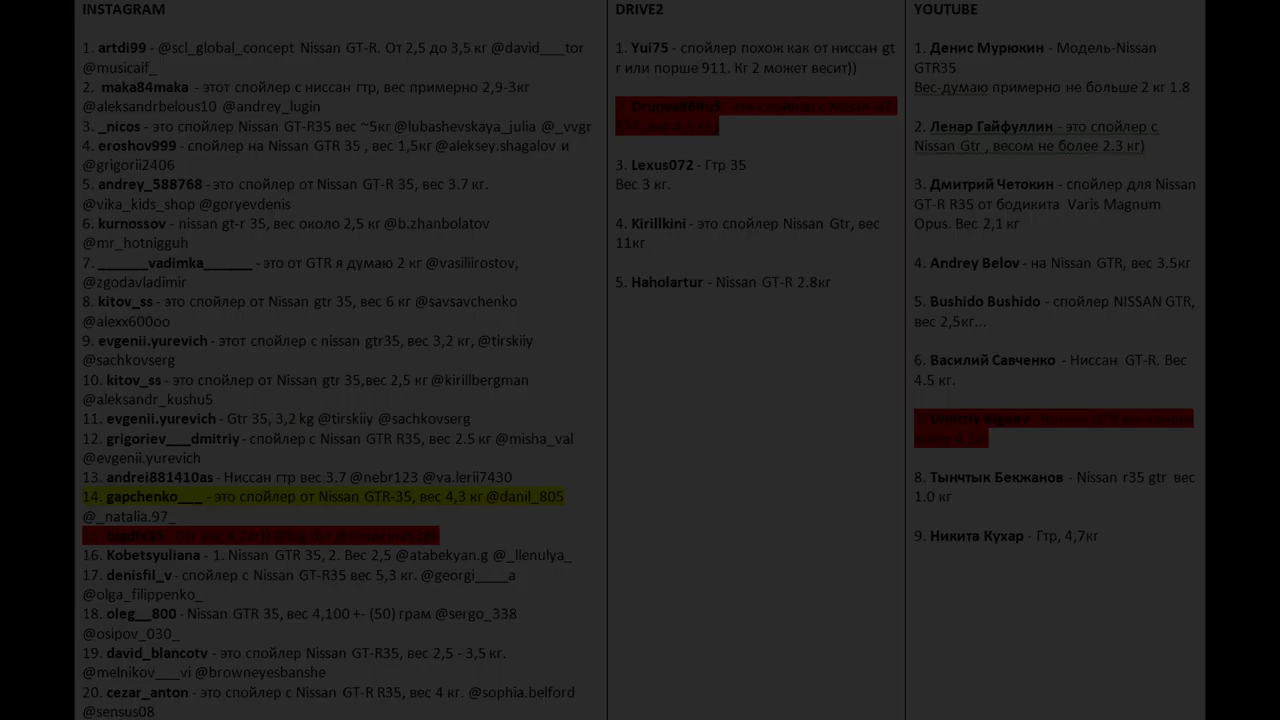 INSTAGRAM
1. artdi99 - @scl_global_concept Nissan GT-R. От 2,5 до 3,5 кг @david___tor
@musicaif_
2. maka84maka - этот спойлер с ниссан гтр, вес примерно 2,9-3кг
@aleksandrbelous10 @andrey_lugin
3. _nicos - это спойлер Nissan GT-R35 вес ~5кг @lubashevskaya_julia @_vvgr
4. eroshov999 - спойлер на Nissan GTR 35 , вес 1,5кг @aleksey.shagalov и
@grigorii2406
5. andrey_588768 - это спойлер от Nissan GT-R 35, вес 3.7 кг.
@vika_kids_shop @goryevdenis
6. kurnossov - nissan gt-r 35, вес около 2,5 кг @b.zhanbolatov
@mr_hotnigguh
7. _______vadimka_______ - это от GTR я думаю 2 кг @vasiliirostov,
@zgodavladimir
8. kitov_ss - это спойлер от Nissan gtr 35, вес 6 кг @savsavchenko
@alexx600oo
9. evgenii.yurevich - этот спойлер с nissan gtr35, вес 3,2 кг, @tirskiiy
@sachkovserg
10. kitov_ss - это спойлер от Nissan gtr 35,вес 2,5 кг @kirillbergman
@aleksandr_kushu5
11. evgenii.yurevich - Gtr 35, 3,2 kg @tirskiiy @sachkovserg
12. grigoriev___dmitriy - спойлер с Nissan GTR R35, вес 2.5 кг @misha_val
@evgenii.yurevich
13. andrei881410as - Ниссан гтр вес 3.7 @nebr123 @va.lerii7430
14. gapchenko___ - это спойлер от Nissan GTR-35, вес 4,3 кг @danil_805
@_natalia.97_
16. Kobetsyuliana - 1. Nissan GTR 35, 2. Вес 2,5 @atabekyan.g @_llenulya_
17. denisfil_v - спойлер с Nissan GT-R35 вес 5,3 кг. @georgi____a
@olga_filippenko_
18. oleg__800 - Nissan GTR 35, вес 4,100 +- (50) грам @sergo_338
@osipov_030_
19. david_blancotv - это спойлер Nissan GT-R35, вес 2,5 - 3,5 кг.
@melnikov___vi @browneyesbanshe
20. cezar_anton - это спойлер с Nissan GT-R R35, вес 4 кг. @sophia.belford
@sensus08
DRIVE2
1. Yui75 - спойлер похож как от ниссан gt
r или порше 911. Кг 2 может весит))
3. Lexus072 - Гтр 35
Вес 3 кг.
4. Kirillkini - это спойлер Nissan Gtr, вес
11кг
5. Haholartur - Nissan GT-R 2.8кг
YOUTUBE
1. Денис Мурюкин - Модель-Nissan
GTR35
Вес-думаю примерно не больше 2 кг 1.8
2. Ленар Гайфуллин - это спойлер с
Nissan Gtr , весом не более 2.3 кг)
3. Дмитрий Четокин - спойлер для Nissan
GT-R R35 от бодикита Varis Magnum
Opus. Вес 2,1 кг
4. Andrey Belov - на Nissan GTR, вес 3.5кг
5. Bushido Bushido - спойлер NISSAN GTR,
вес 2,5кг...
6. Василий Савченко - Ниссан GT-R. Вес
4.5 кг.
8. Тынчтык Бекжанов - Nissan r35 gtr вес
1.0 кг
9. Никита Кухар - Гтр, 4,7кг